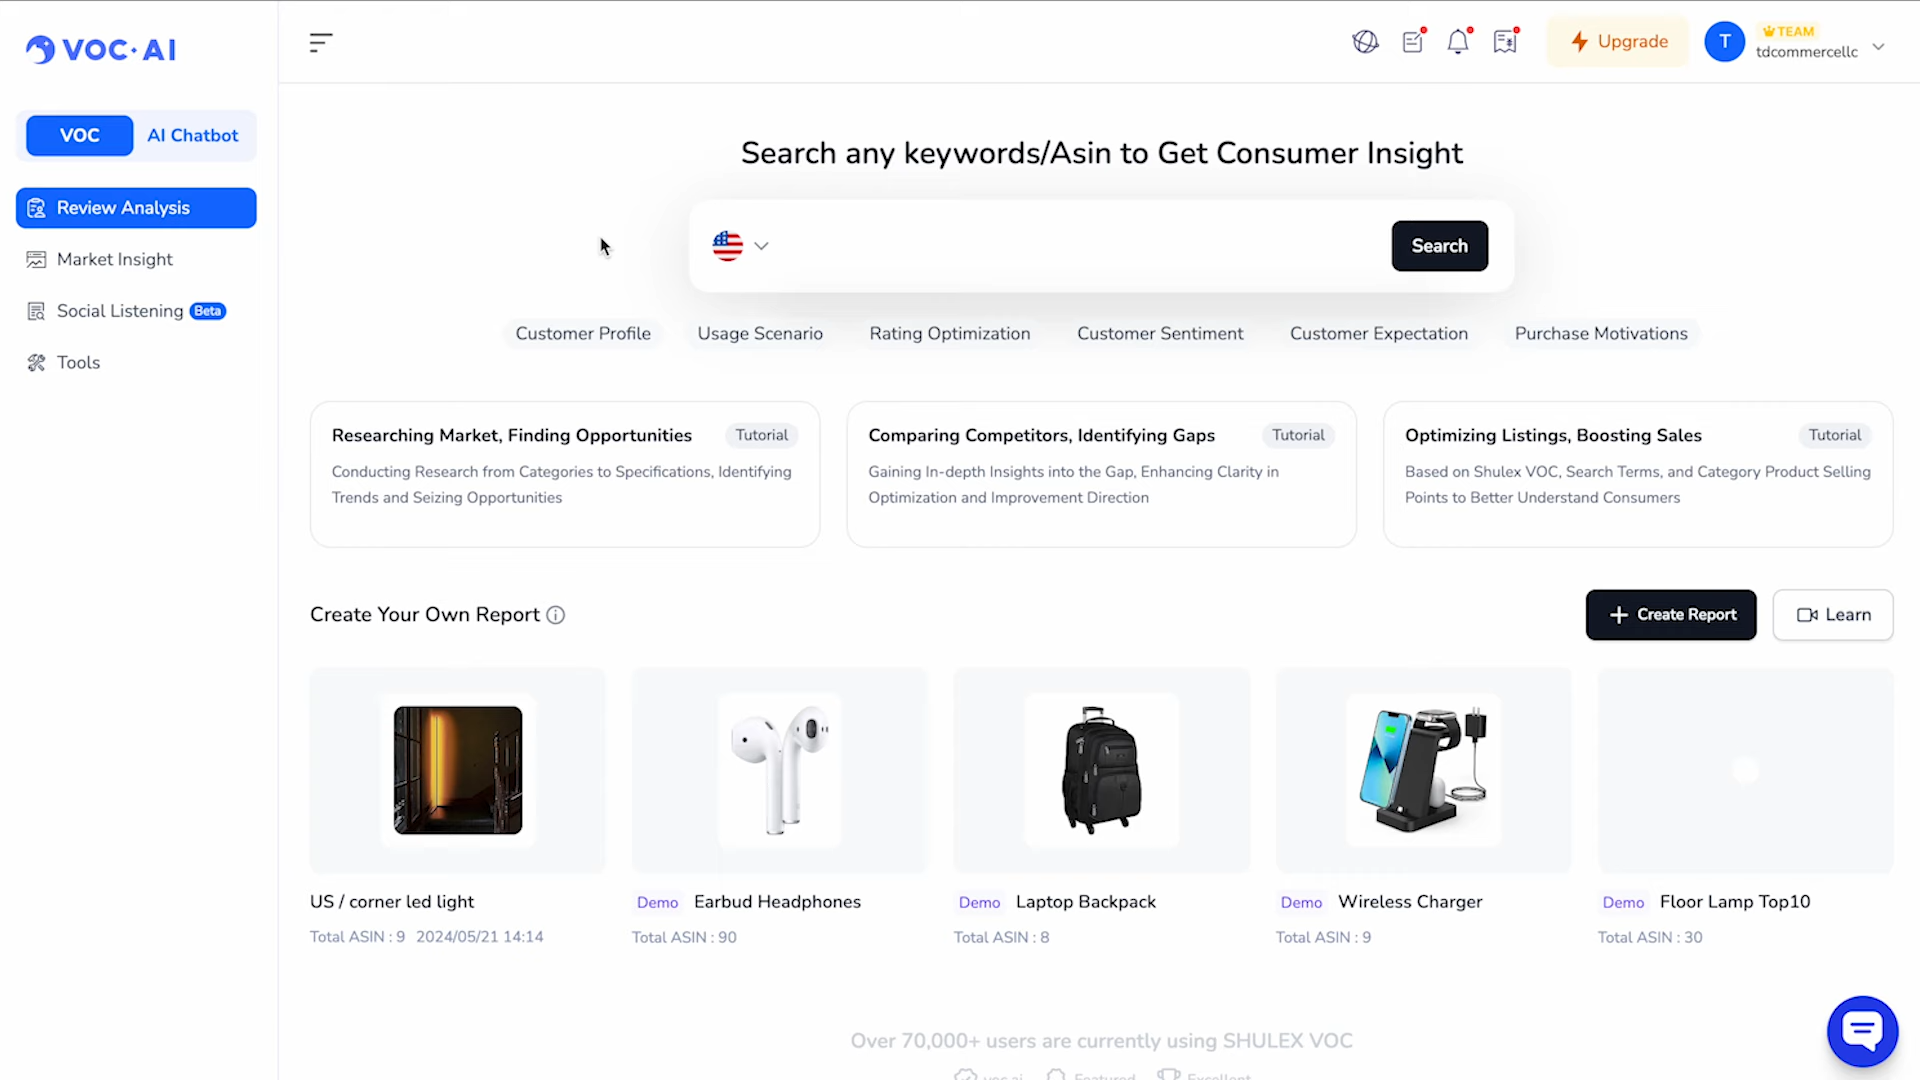 VOC·AI
Upgrade
T
TEAM
tdcommercellc
VOC
AI Chatbot
Review Analysis
Market Insight
Social Listening Beta
Tools
Search any keywords/Asin to Get Consumer Insight
Search
Customer Profile
Usage Scenario
Rating Optimization
Customer Sentiment
Customer Expectation
Purchase Motivations
Researching Market, Finding Opportunities
Tutorial
Conducting Research from Categories to Specifications, Identifying
Trends and Seizing Opportunities
Comparing Competitors, Identifying Gaps
Tutorial
Gaining In-depth Insights into the Gap, Enhancing Clarity in
Optimization and Improvement Direction
Optimizing Listings, Boosting Sales
Tutorial
Based on Shulex VOC, Search Terms, and Category Product Selling
Points to Better Understand Consumers
Create Your Own Report
Create Report
Learn
US / corner led light
Total ASIN : 9 2024/05/21 14:14
Demo Earbud Headphones
Total ASIN : 90
Demo Laptop Backpack
Total ASIN : 8
Demo Wireless Charger
Total ASIN : 9
Demo Floor Lamp Top10
Total ASIN : 30
Over 70,000+ users are currently using SHULEX VOC
voc.ai Featured Excellent